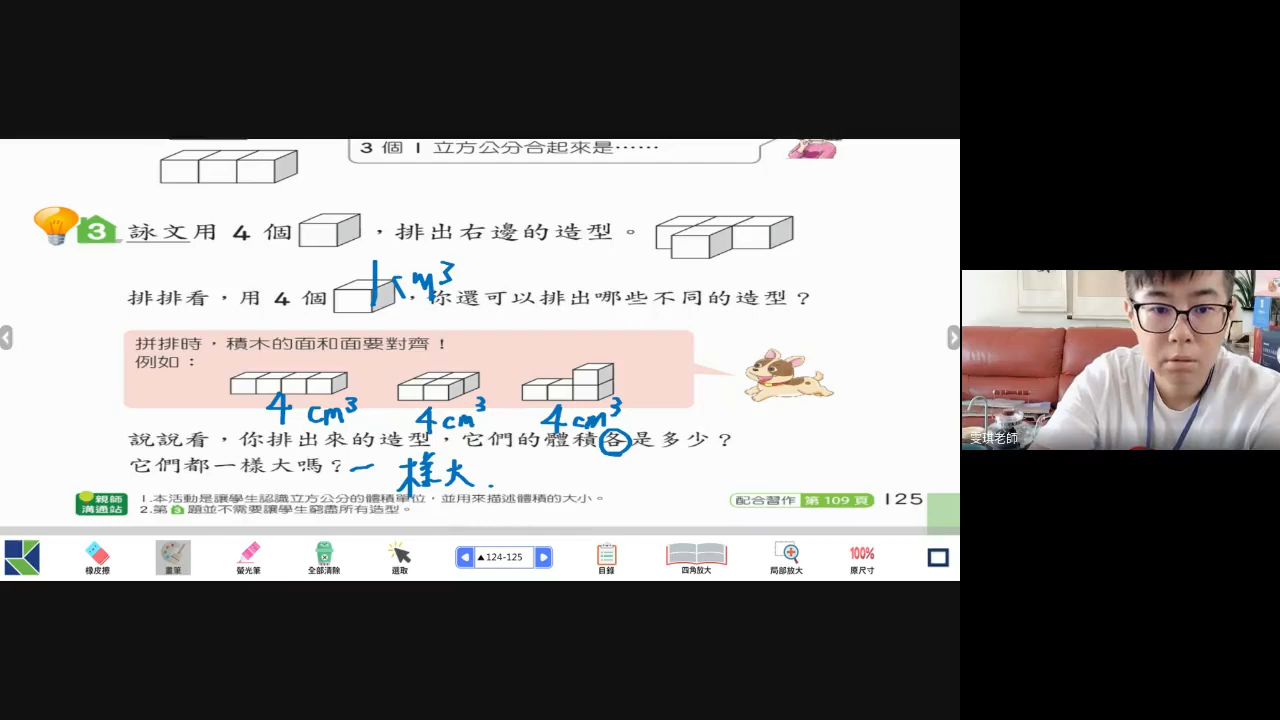 3 個 1 立方公分合起來是……
3 詠文用 4 個 ，排出右邊的造型。
1 cm³
排排看，用 4 個 ，你還可以排出哪些不同的造型？
拼排時，積木的面和面要對齊！
例如：
4 cm³ 4 cm³ 4 cm³
說說看，你排出來的造型，它們的體積各是多少？
它們都一樣大嗎？一樣大.
親師溝通站
1.本活動是讓學生認識立方公分的體積單位，並用來描述體積的大小。
2.第 3 題並不需要讓學生窮盡所有造型。
配合習作 第 109 頁 125
橡皮擦 畫筆 螢光筆 全部清除 選取 ▲124-125 目錄 四角放大 局部放大 100% 原尺寸
雯琪老師